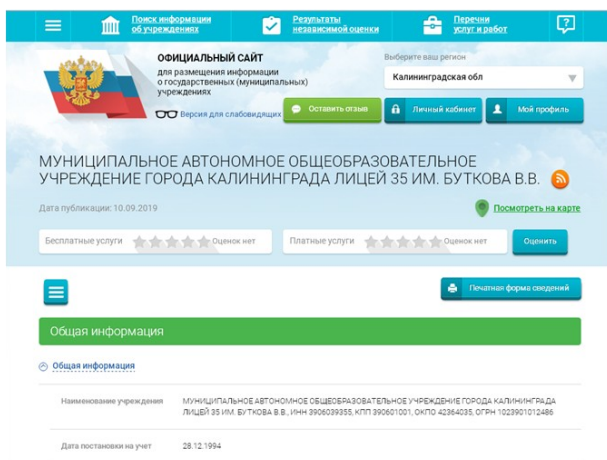 Поиск информации
об учреждениях
Результаты
независимой оценки
Перечни
услуг и работ
ОФИЦИАЛЬНЫЙ САЙТ
для размещения информации
о государственных (муниципальных)
учреждениях
Версия для слабовидящих
Выберите ваш регион
Калининградская обл
Оставить отзыв
Личный кабинет
Мой профиль
МУНИЦИПАЛЬНОЕ АВТОНОМНОЕ ОБЩЕОБРАЗОВАТЕЛЬНОЕ
УЧРЕЖДЕНИЕ ГОРОДА КАЛИНИНГРАДА ЛИЦЕЙ 35 ИМ. БУТКОВА В.В.
Дата публикации: 10.09.2019
Посмотреть на карте
Бесплатные услуги Оценок нет
Платные услуги Оценок нет
Оценить
Печатная форма сведений
Общая информация
Общая информация
Наименование учреждения
МУНИЦИПАЛЬНОЕ АВТОНОМНОЕ ОБЩЕОБРАЗОВАТЕЛЬНОЕ УЧРЕЖДЕНИЕ ГОРОДА КАЛИНИНГРАДА
ЛИЦЕЙ 35 ИМ. БУТКОВА В.В., ИНН 3906039355, КПП 390601001, ОКПО 42364035, ОГРН 1023901012486
Дата постановки на учет
28.12.1994